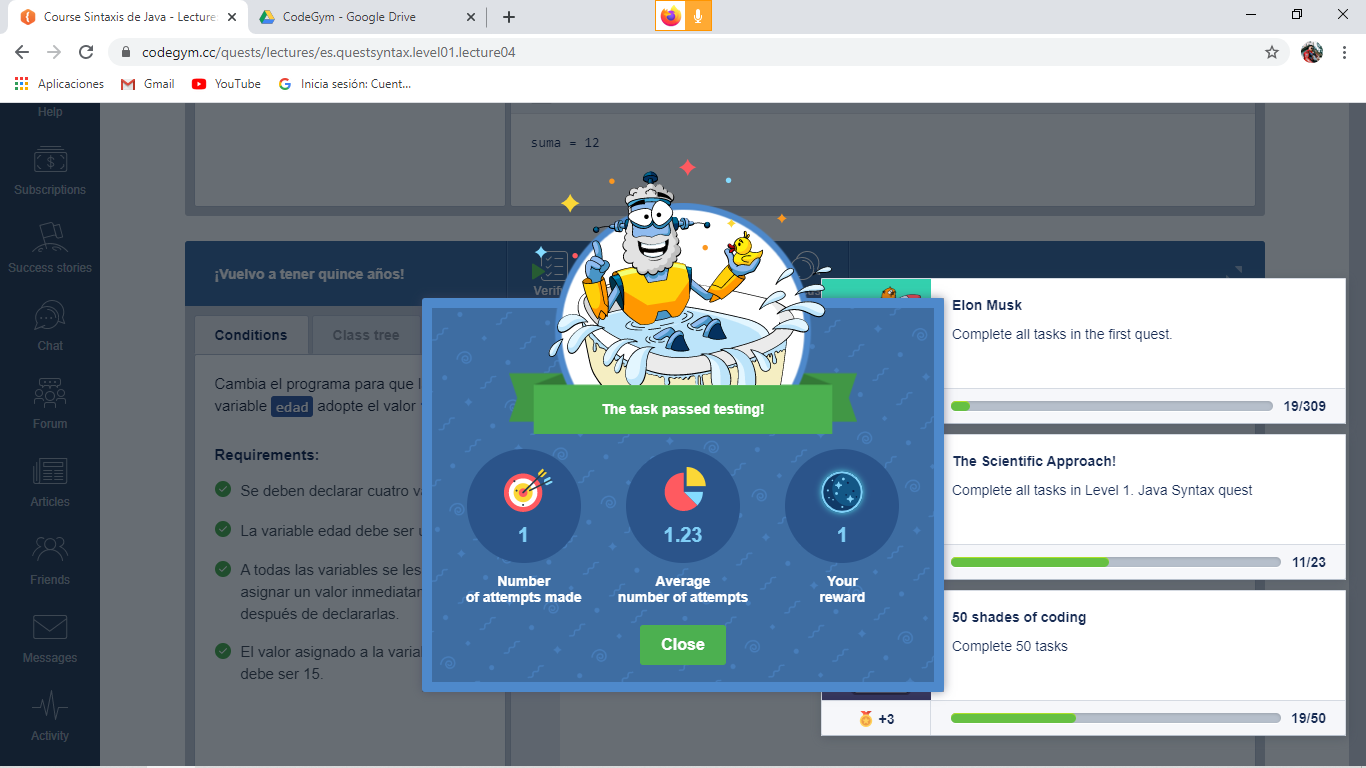 Course Sintaxis de Java - Lecture
CodeGym - Google Drive
codegym.cc/quests/lectures/es.questsyntax.level01.lecture04
Aplicaciones
Gmail
YouTube
Inicia sesión: Cuent...
Help
Subscriptions
Success stories
Chat
Forum
Articles
Friends
Messages
Activity
suma = 12
¡Vuelvo a tener quince años!
Verif
Conditions
Class tree
Cambia el programa para que l
variable edad adopte el valor
Requirements:
Se deben declarar cuatro va
La variable edad debe ser u
A todas las variables se les
asignar un valor inmediatam
después de declararlas.
El valor asignado a la varia
debe ser 15.
The task passed testing!
1
Number
of attempts made
1.23
Average
number of attempts
1
Your
reward
Close
Elon Musk
Complete all tasks in the first quest.
19/309
The Scientific Approach!
Complete all tasks in Level 1. Java Syntax quest
11/23
50 shades of coding
Complete 50 tasks
+3
19/50